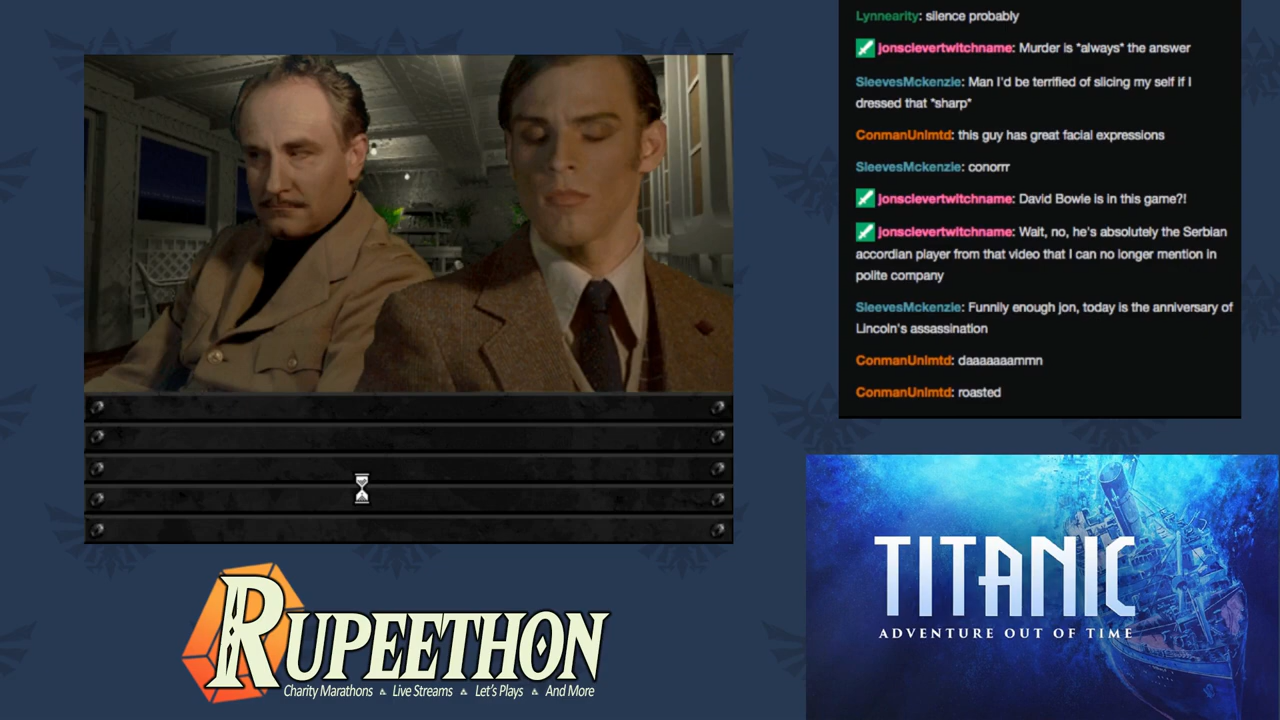 Lynnearity: silence probably
jonsclevertwitchname: Murder is *always* the answer
SleevesMckenzie: Man I'd be terrified of slicing my self if I
dressed that *sharp*
ConmanUnlmtd: this guy has great facial expressions
SleevesMckenzie: conorrr
jonsclevertwitchname: David Bowie is in this game?!
jonsclevertwitchname: Wait, no, he's absolutely the Serbian
accordian player from that video that I can no longer mention in
polite company
SleevesMckenzie: Funnily enough jon, today is the anniversary of
Lincoln's assassination
ConmanUnlmtd: daaaaaaammn
ConmanUnlmtd: roasted
TITANIC
ADVENTURE OUT OF TIME
RUPEETHON
Charity Marathons Live Streams Let's Plays And More